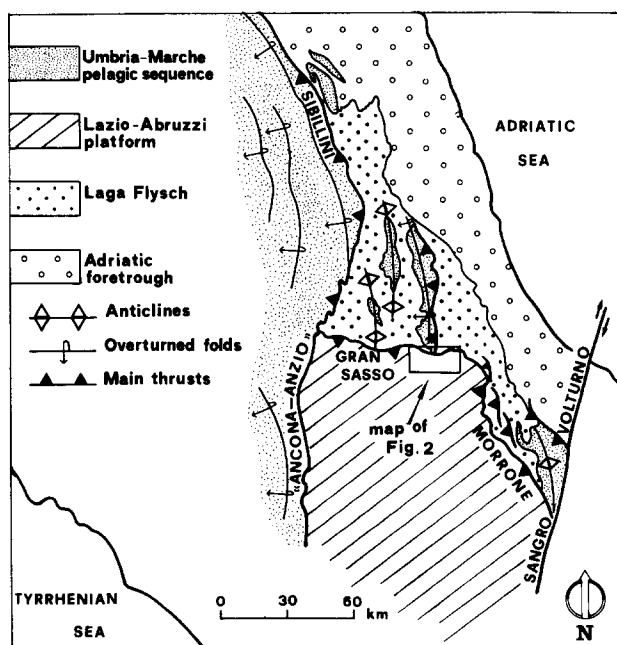 Umbria-Marche
pelagic sequence
Lazio-Abruzzi
platform
Laga Flysch
Adriatic
foretrough
Anticlines
Overturned folds
Main thrusts
SIBILLINI
ADRIATIC
SEA
GRAN
SASSO
„ANCONA-ANZIO„
map of
Fig. 2
MORRONE
VOLTURNO
SANGRO
TYRRHENIAN
SEA
0 30 60
km
N